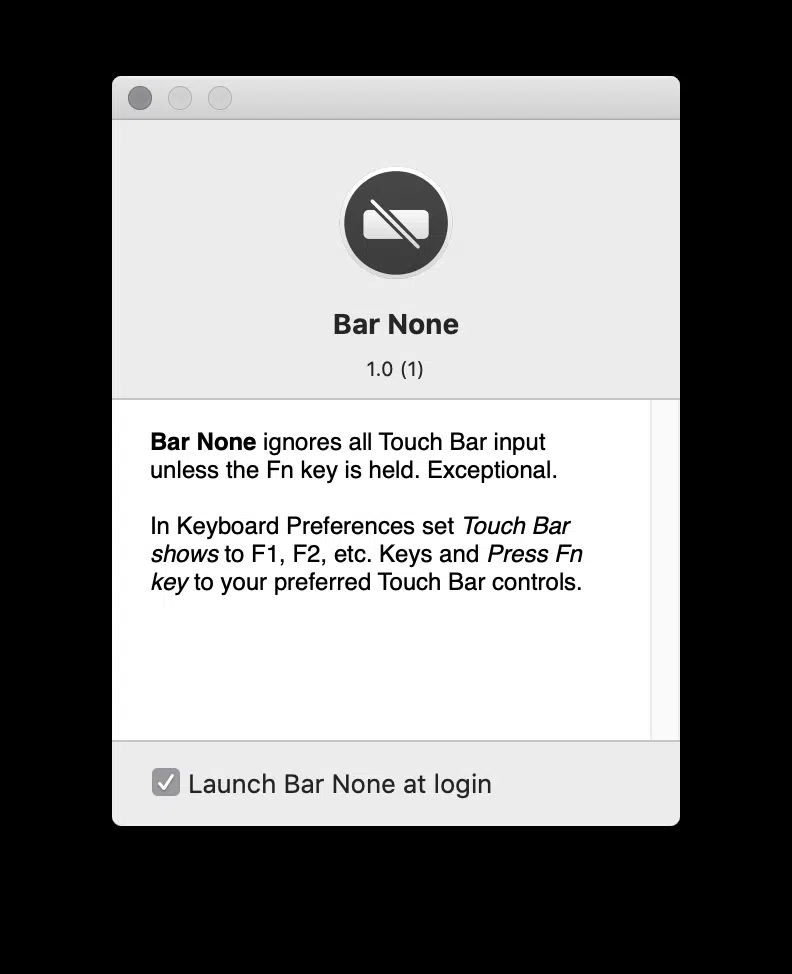 Bar None
1.0 (1)
Bar None ignores all Touch Bar input
unless the Fn key is held. Exceptional.
In Keyboard Preferences set Touch Bar
shows to F1, F2, etc. Keys and Press Fn
key to your preferred Touch Bar controls.
Launch Bar None at login